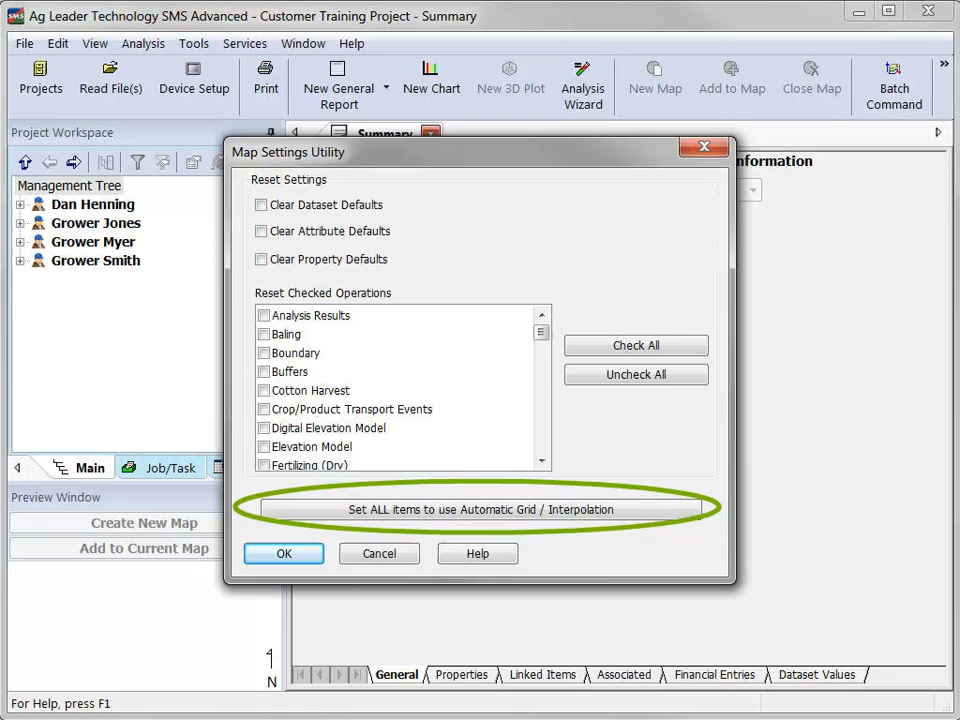 SMS Ag Leader Technology SMS Advanced - Customer Training Project - Summary
File Edit View Analysis Tools Services Window Help
Projects Read File(s) Device Setup Print New General Report New Chart New 3D Plot Analysis Wizard New Map Add to Map Close Map Batch Command
Project Workspace
Summary
Management Tree
Dan Henning
Grower Jones
Grower Myer
Grower Smith
Main Job/Task
Preview Window
Create New Map
Add to Current Map
N
Map Settings Utility
Reset Settings
Clear Dataset Defaults
Clear Attribute Defaults
Clear Property Defaults
Reset Checked Operations
Analysis Results
Baling
Boundary
Buffers
Cotton Harvest
Crop/Product Transport Events
Digital Elevation Model
Elevation Model
Fertilizing (Dry)
Check All
Uncheck All
Set ALL items to use Automatic Grid / Interpolation
OK Cancel Help
nformation
General Properties Linked Items Associated Financial Entries Dataset Values
For Help, press F1